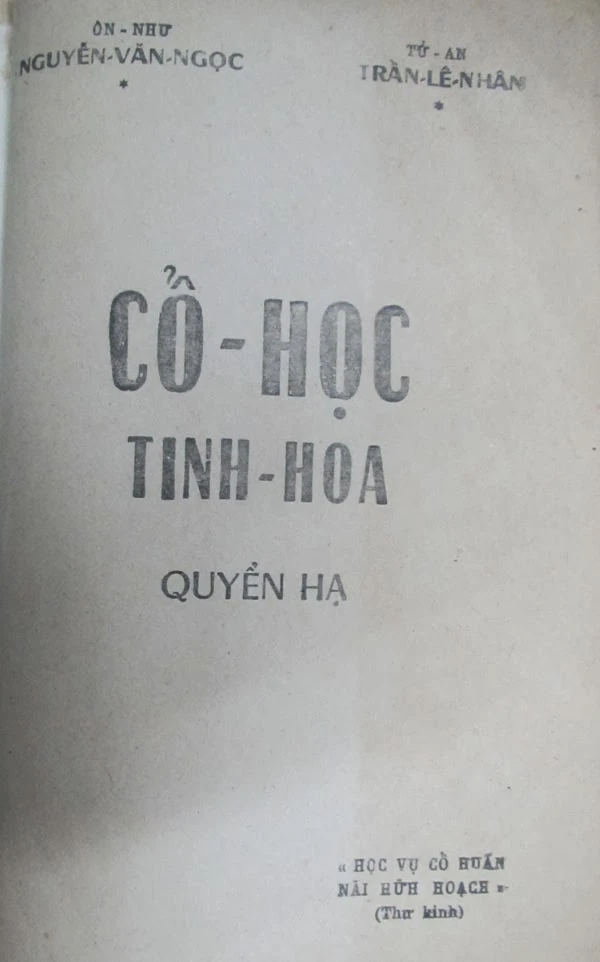 ÔN - NHƯ
NGUYỄN-VĂN-NGỌC
*
TỬ - AN
TRẦN-LÊ-NHÂN
*
CỔ - HỌC
TINH - HOA
QUYỂN HẠ
« HỌC VỤ CỔ HUẤN
NÃI HỮH HOẠCH »
(Thư kinh)